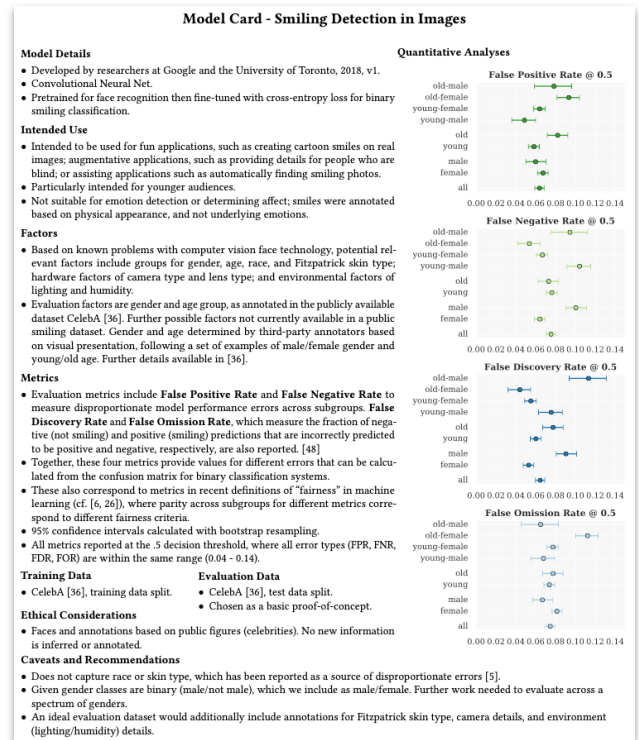 Model Card - Smiling Detection in Images
Model Details
• Developed by researchers at Google and the University of Toronto, 2018, v1.
• Convolutional Neural Net.
• Pretrained for face recognition then fine-tuned with cross-entropy loss for binary
smiling classification.
Intended Use
• Intended to be used for fun applications, such as creating cartoon smiles on real
images; augmentative applications, such as providing details for people who are
blind; or assisting applications such as automatically finding smiling photos.
• Particularly intended for younger audiences.
• Not suitable for emotion detection or determining affect; smiles were annotated
based on physical appearance, and not underlying emotions.
Factors
• Based on known problems with computer vision face technology, potential rel-
evant factors include groups for gender, age, race, and Fitzpatrick skin type;
hardware factors of camera type and lens type; and environmental factors of
lighting and humidity.
• Evaluation factors are gender and age group, as annotated in the publicly available
dataset CelebA [36]. Further possible factors not currently available in a public
smiling dataset. Gender and age determined by third-party annotators based
on visual presentation, following a set of examples of male/female gender and
young/old age. Further details available in [36].
Metrics
• Evaluation metrics include False Positive Rate and False Negative Rate to
measure disproportionate model performance errors across subgroups. False
Discovery Rate and False Omission Rate, which measure the fraction of nega-
tive (not smiling) and positive (smiling) predictions that are incorrectly predicted
to be positive and negative, respectively, are also reported. [48]
• Together, these four metrics provide values for different errors that can be calcu-
lated from the confusion matrix for binary classification systems.
• These also correspond to metrics in recent definitions of “fairness” in machine
learning (cf. [6, 26]), where parity across subgroups for different metrics corre-
spond to different fairness criteria.
• 95% confidence intervals calculated with bootstrap resampling.
• All metrics reported at the .5 decision threshold, where all error types (FPR, FNR,
FDR, FOR) are within the same range (0.04 - 0.14).
Training Data
• CelebA [36], training data split.
Evaluation Data
• CelebA [36], test data split.
• Chosen as a basic proof-of-concept.
Ethical Considerations
• Faces and annotations based on public figures (celebrities). No new information
is inferred or annotated.
Quantitative Analyses
False Positive Rate @ 0.5
old-male
old-female
young-female
young-male
old
young
male
female
all
0.00 0.02 0.04 0.06 0.08 0.10 0.12 0.14
False Negative Rate @ 0.5
old-male
old-female
young-female
young-male
old
young
male
female
all
0.00 0.02 0.04 0.06 0.08 0.10 0.12 0.14
False Discovery Rate @ 0.5
old-male
old-female
young-female
young-male
old
young
male
female
all
0.00 0.02 0.04 0.06 0.08 0.10 0.12 0.14
False Omission Rate @ 0.5
old-male
old-female
young-female
young-male
old
young
male
female
all
0.00 0.02 0.04 0.06 0.08 0.10 0.12 0.14
Caveats and Recommendations
• Does not capture race or skin type, which has been reported as a source of disproportionate errors [5].
• Given gender classes are binary (male/not male), which we include as male/female. Further work needed to evaluate across a
spectrum of genders.
• An ideal evaluation dataset would additionally include annotations for Fitzpatrick skin type, camera details, and environment
(lighting/humidity) details.